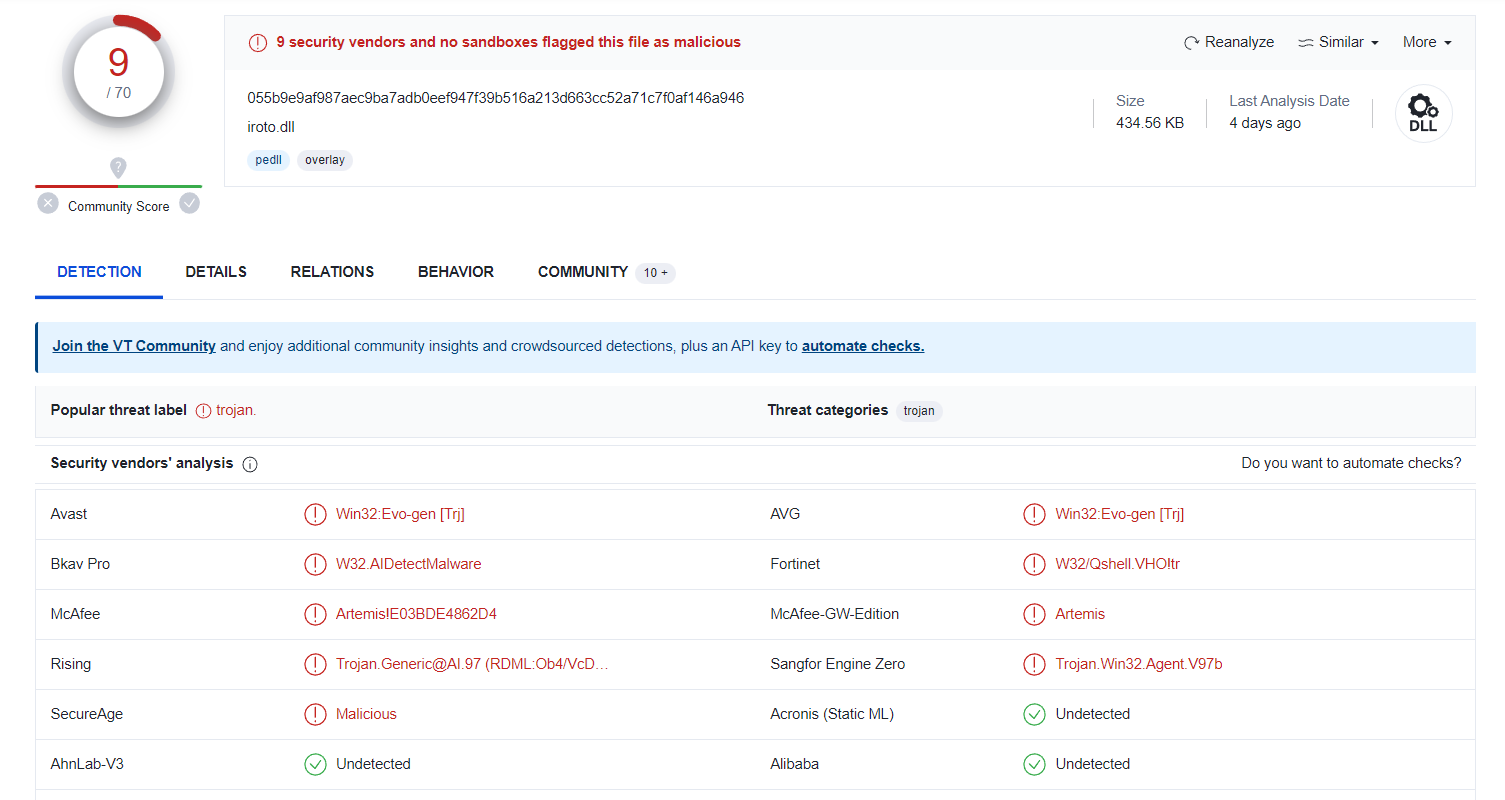 9
/ 70
?
Community Score
9 security vendors and no sandboxes flagged this file as malicious
Reanalyze
Similar
More
055b9e9af987aec9ba7adb0eef947f39b516a213d663cc52a71c7f0af146a946
iroto.dll
pedll
overlay
Size
434.56 KB
Last Analysis Date
4 days ago
DLL
DETECTION
DETAILS
RELATIONS
BEHAVIOR
COMMUNITY
10 +
Join the VT Community and enjoy additional community insights and crowdsourced detections, plus an API key to automate checks.
Popular threat label
trojan.
Threat categories
trojan
Security vendors' analysis
Do you want to automate checks?
Avast
Win32:Evo-gen [Trj]
AVG
Win32:Evo-gen [Trj]
Bkav Pro
W32.AIDetectMalware
Fortinet
W32/Qshell.VHO!tr
McAfee
Artemis!E03BDE4862D4
McAfee-GW-Edition
Artemis
Rising
Trojan.Generic@AI.97 (RDML:Ob4/VcD…
Sangfor Engine Zero
Trojan.Win32.Agent.V97b
SecureAge
Malicious
Acronis (Static ML)
Undetected
AhnLab-V3
Undetected
Alibaba
Undetected